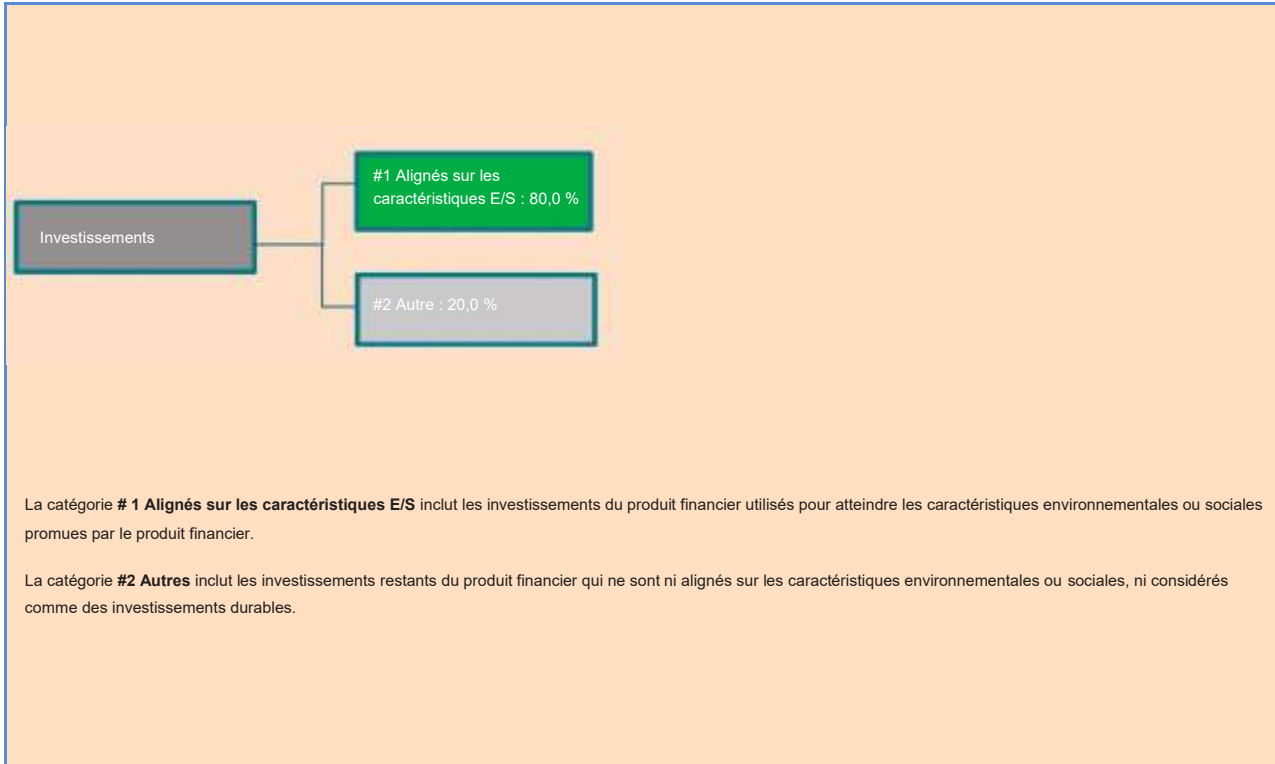 #1 Alignés sur les
caractéristiques E/S : 80,0 %
Investissements
#2 Autre : 20,0 %
La catégorie # 1 Alignés sur les caractéristiques E/S inclut les investissements du produit financier utilisés pour atteindre les caractéristiques environnementales ou sociales
promues par le produit financier.
La catégorie #2 Autres inclut les investissements restants du produit financier qui ne sont ni alignés sur les caractéristiques environnementales ou sociales, ni considérés
comme des investissements durables.